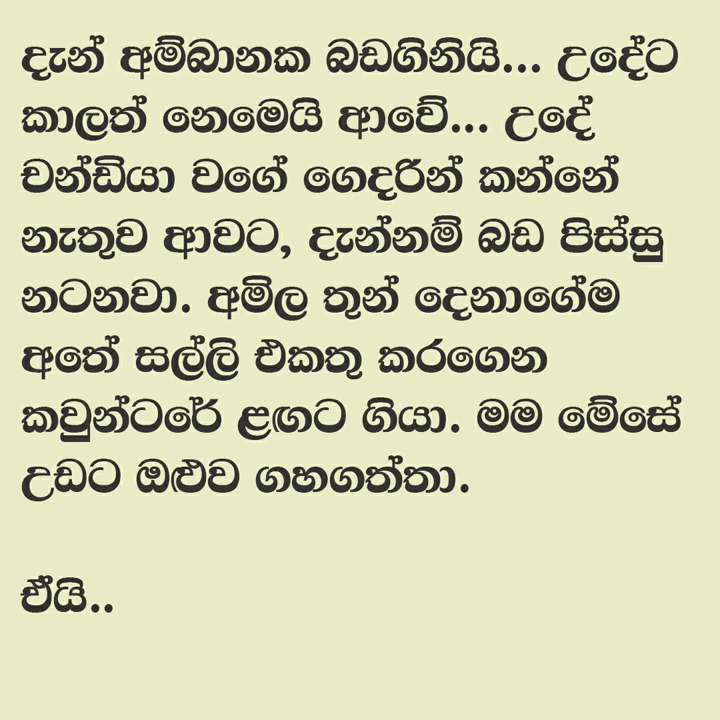 දැන් අම්බානක බඩගිනියි... උදේට
කාලත් නෙමෙයි ආවේ... උදේ
චන්ඩියා වගේ ගෙදරින් කන්නේ
නැතුව ආවට, දැන්නම් බඩ පිස්සු
නටනවා. අමිල තුන් දෙනාගේම
අතේ සල්ලි එකතු කරගෙන
කවුන්ටරේ ළඟට ගියා. මම මේසේ
උඩට ඔළුව ගහගත්තා.
ඒයි..